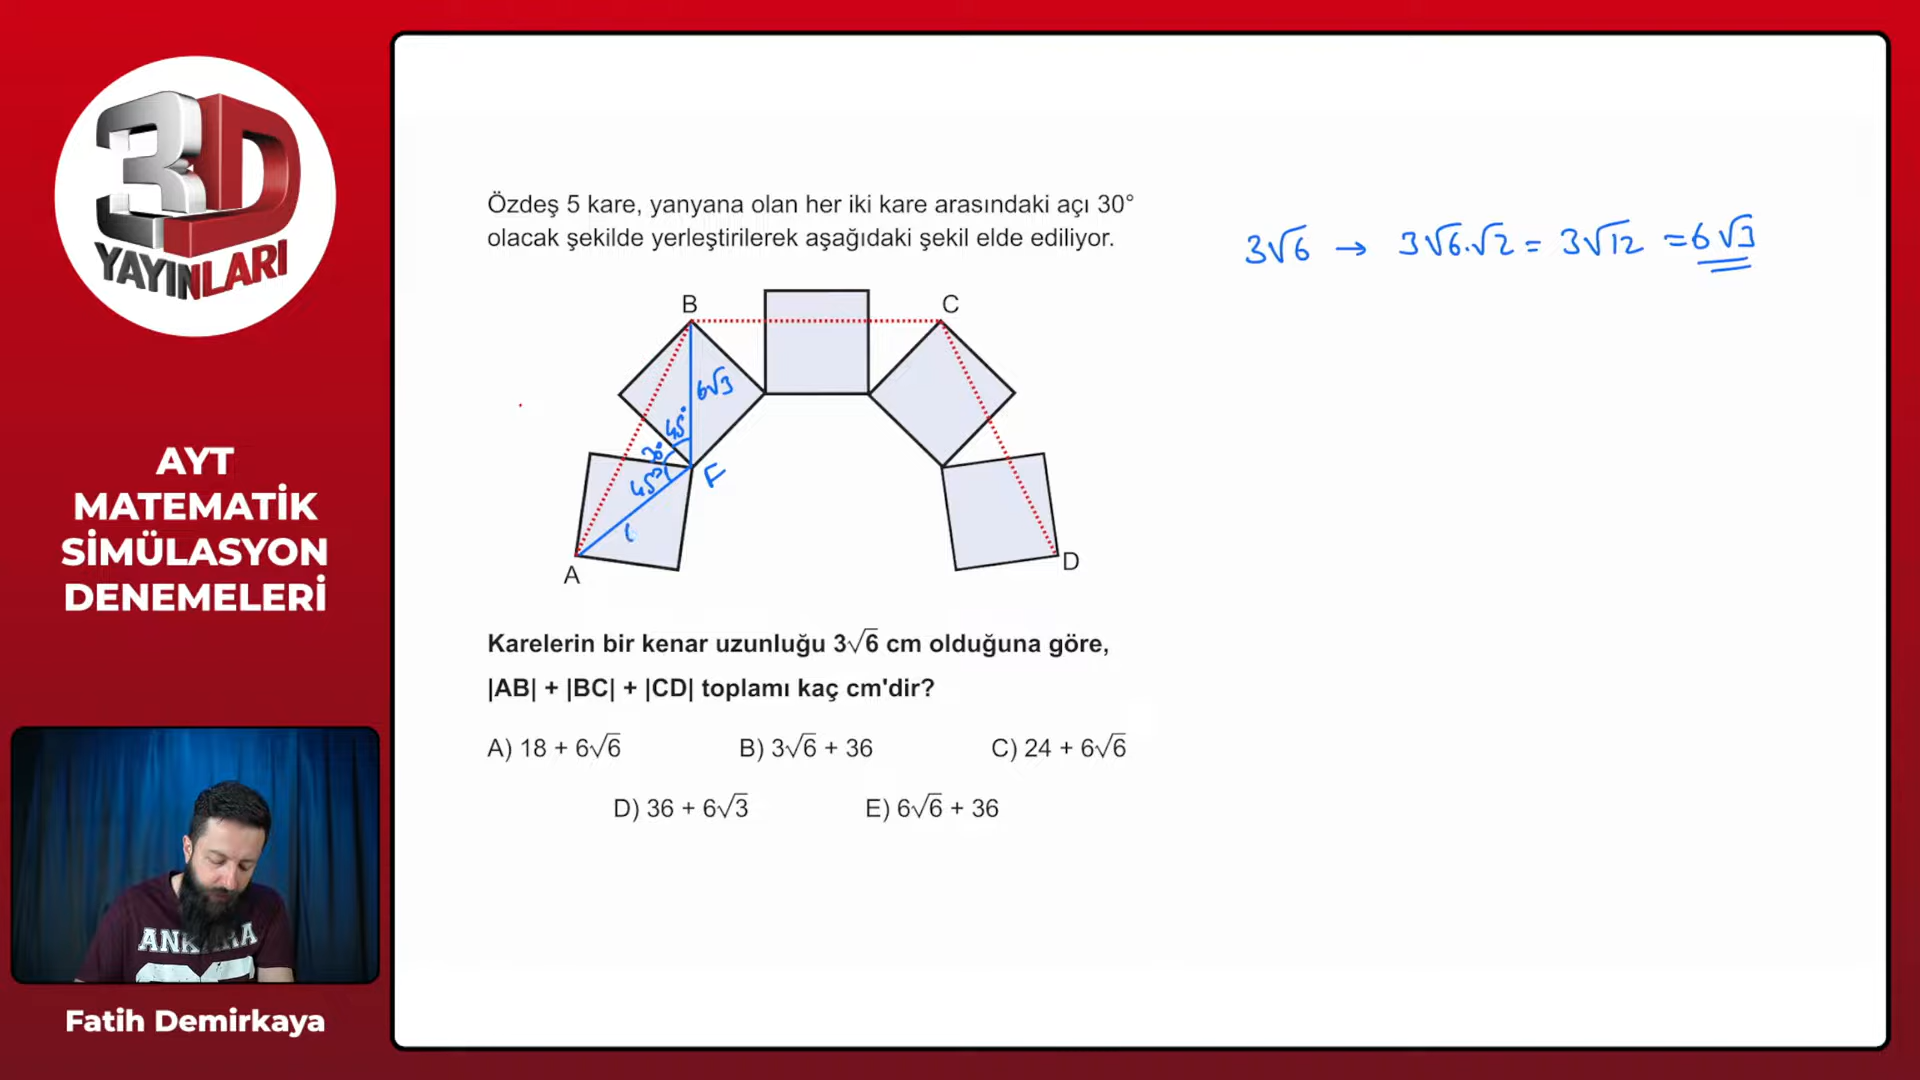 3D
YAYINLARI
AYT
MATEMATİK
SİMÜLASYON
DENEMELERİ
ANKARA
Fatih Demirkaya
Özdeş 5 kare, yanyana olan her iki kare arasındaki açı 30°
olacak şekilde yerleştirilerek aşağıdaki şekil elde ediliyor.
3√6 → 3√6.√2 = 3√12 = 6√3
B
C
6√3
45°
30°
45°
F
A
D
Karelerin bir kenar uzunluğu 3√6 cm olduğuna göre,
|AB| + |BC| + |CD| toplamı kaç cm'dir?
A) 18 + 6√6 B) 3√6 + 36 C) 24 + 6√6
D) 36 + 6√3 E) 6√6 + 36